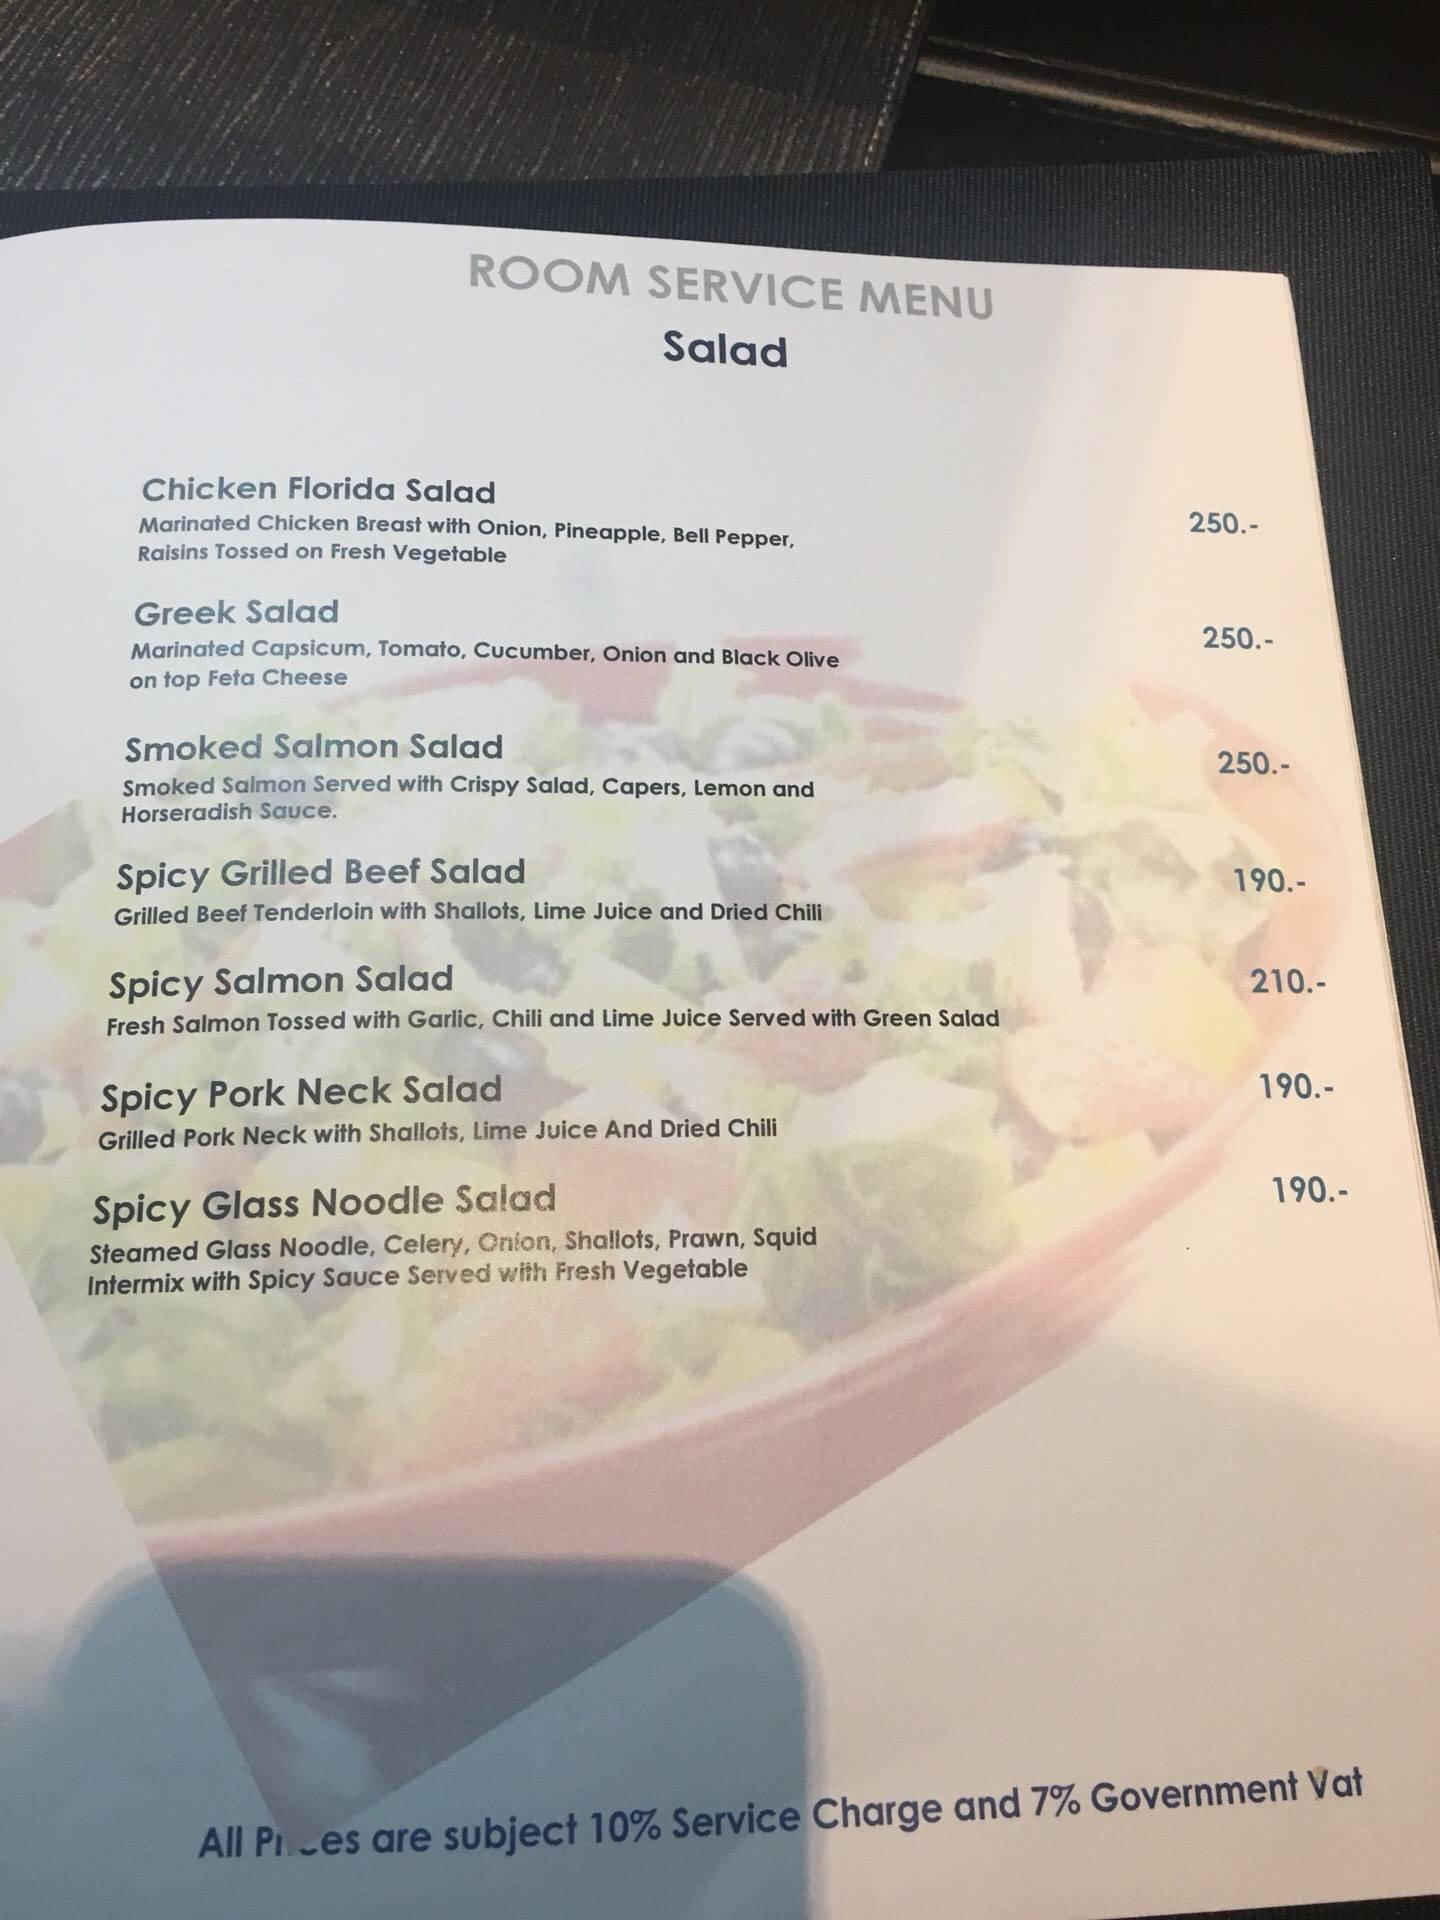 ROOM SERVICE MENU
Salad
Chicken Florida Salad
Marinated Chicken Breast with Onion, Pineapple, Bell Pepper, 250.-
Raisins Tossed on Fresh Vegetable
Greek Salad
Marinated Capsicum, Tomato, Cucumber, Onion and Black Olive 250.-
on top Feta Cheese
Smoked Salmon Salad 250.-
Smoked Salmon Served with Crispy Salad, Capers, Lemon and
Horseradish Sauce.
Spicy Grilled Beef Salad 190.-
Grilled Beef Tenderloin with Shallots, Lime Juice and Dried Chili
Spicy Salmon Salad 210.-
Fresh Salmon Tossed with Garlic, Chili and Lime Juice Served with Green Salad
Spicy Pork Neck Salad 190.-
Grilled Pork Neck with Shallots, Lime Juice And Dried Chili
Spicy Glass Noodle Salad 190.-
Steamed Glass Noodle, Celery, Onion, Shallots, Prawn, Squid
Intermix with Spicy Sauce Served with Fresh Vegetable
All Prices are subject 10% Service Charge and 7% Government Vat